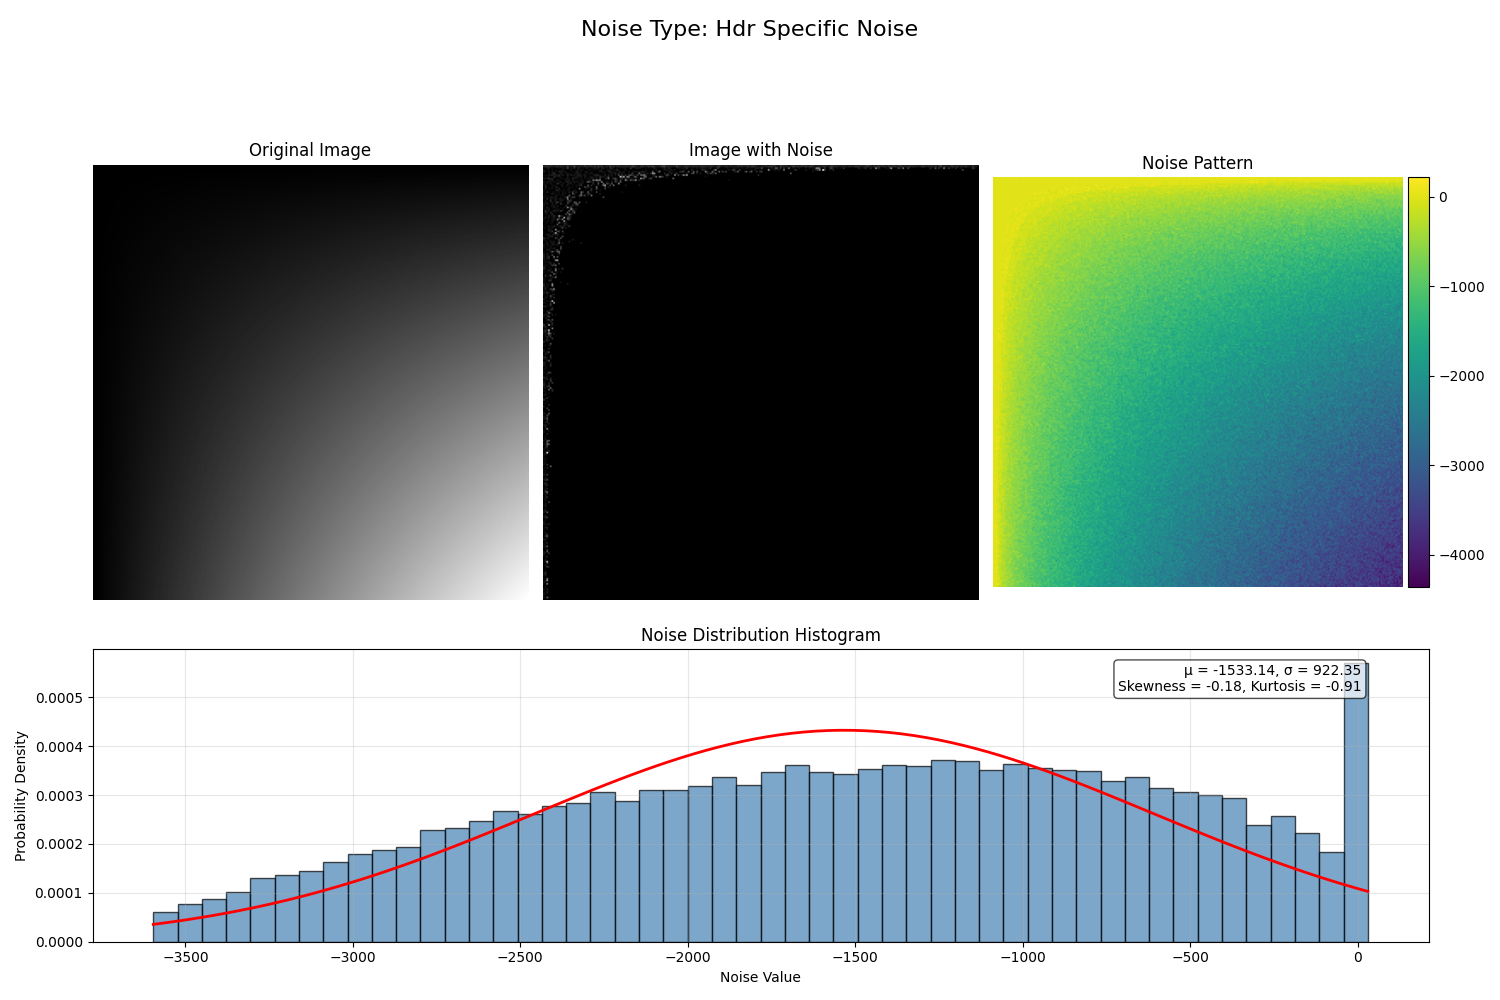 Noise Type: Hdr Specific Noise
Original Image
Image with Noise
Noise Pattern
0
−1000
−2000
−3000
−4000
Noise Distribution Histogram
μ = -1533.14, σ = 922.35
Skewness = -0.18, Kurtosis = -0.91
Probability Density
0.0005
0.0004
0.0003
0.0002
0.0001
0.0000
−3500
−3000
−2500
−2000
−1500
−1000
−500
0
Noise Value